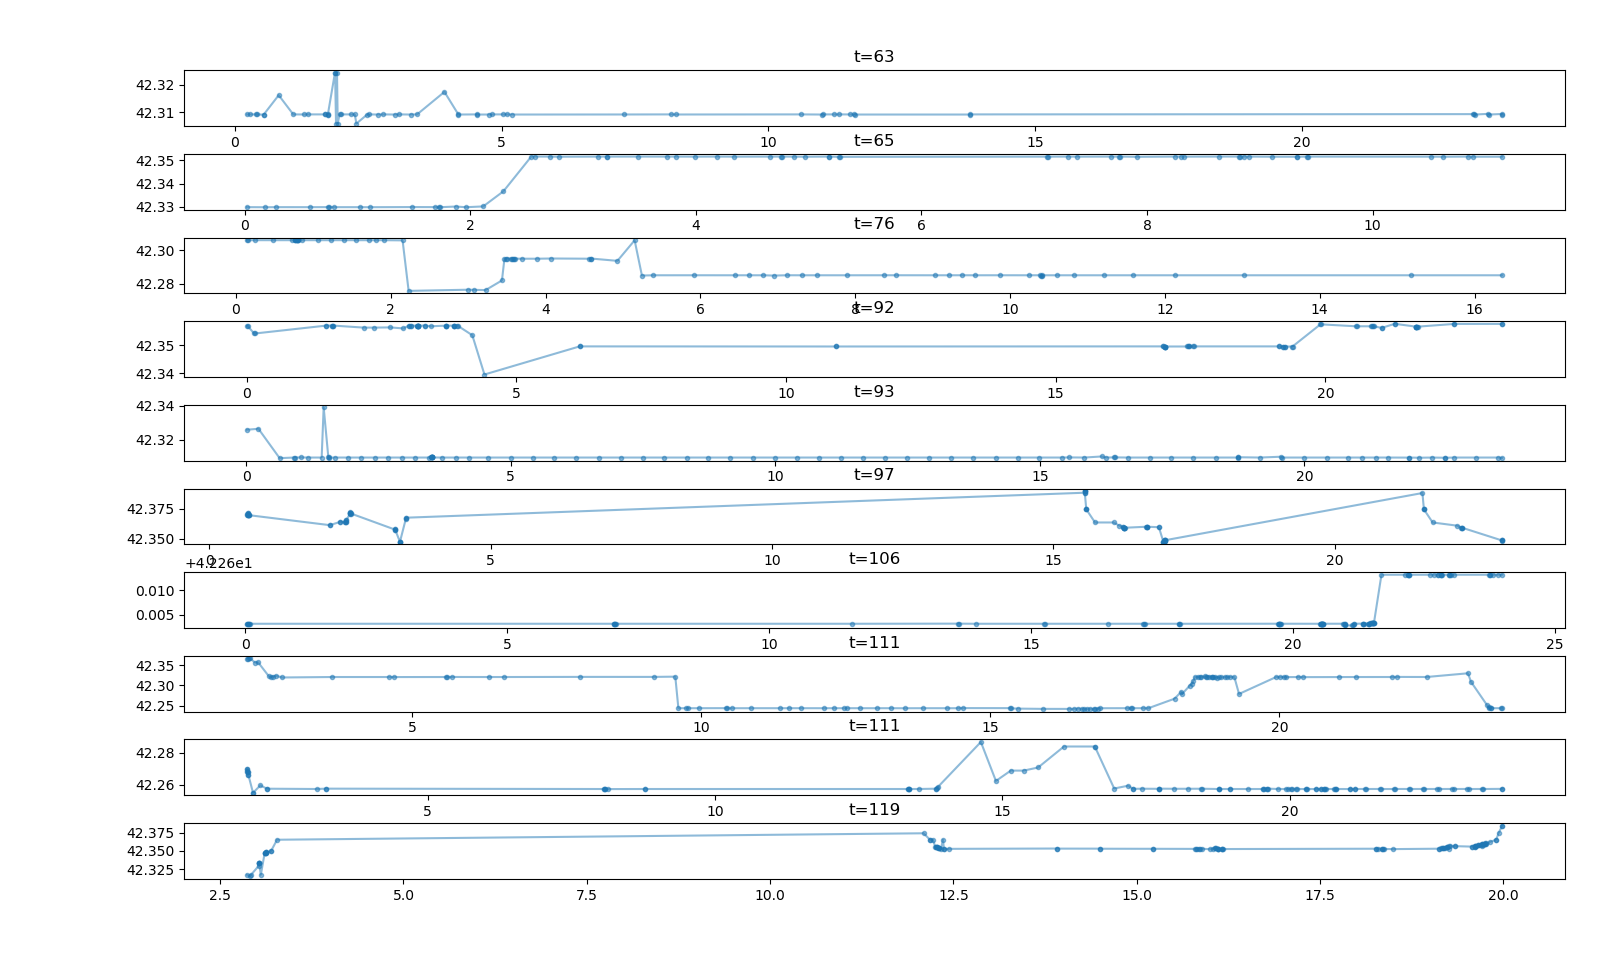 t=63
42.32
42.31
0 5 10 15 20
t=65
42.35
42.34
42.33
0 2 4 6 8 10
t=76
42.30
42.28
0 2 4 6 8 10 12 14 16
t=92
42.35
42.34
0 5 10 15 20
t=93
42.34
42.32
0 5 10 15 20
t=97
42.375
42.350
0 5 10 15 20
+4.226e1
t=106
0.010
0.005
0 5 10 15 20 25
t=111
42.35
42.30
42.25
5 10 15 20
t=111
42.28
42.26
5 10 15 20
t=119
42.375
42.350
42.325
2.5 5.0 7.5 10.0 12.5 15.0 17.5 20.0